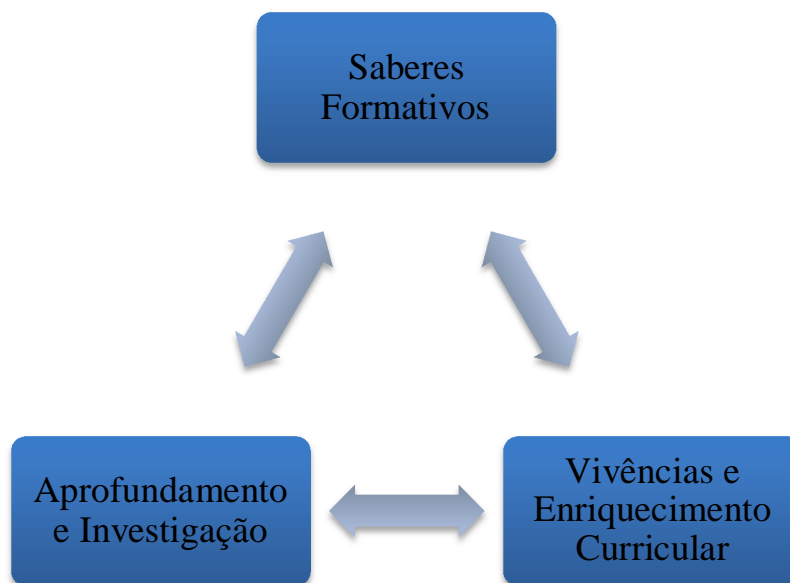 Saberes
Formativos
Aprofundamento
e Investigação
Vivências e
Enriquecimento
Curricular